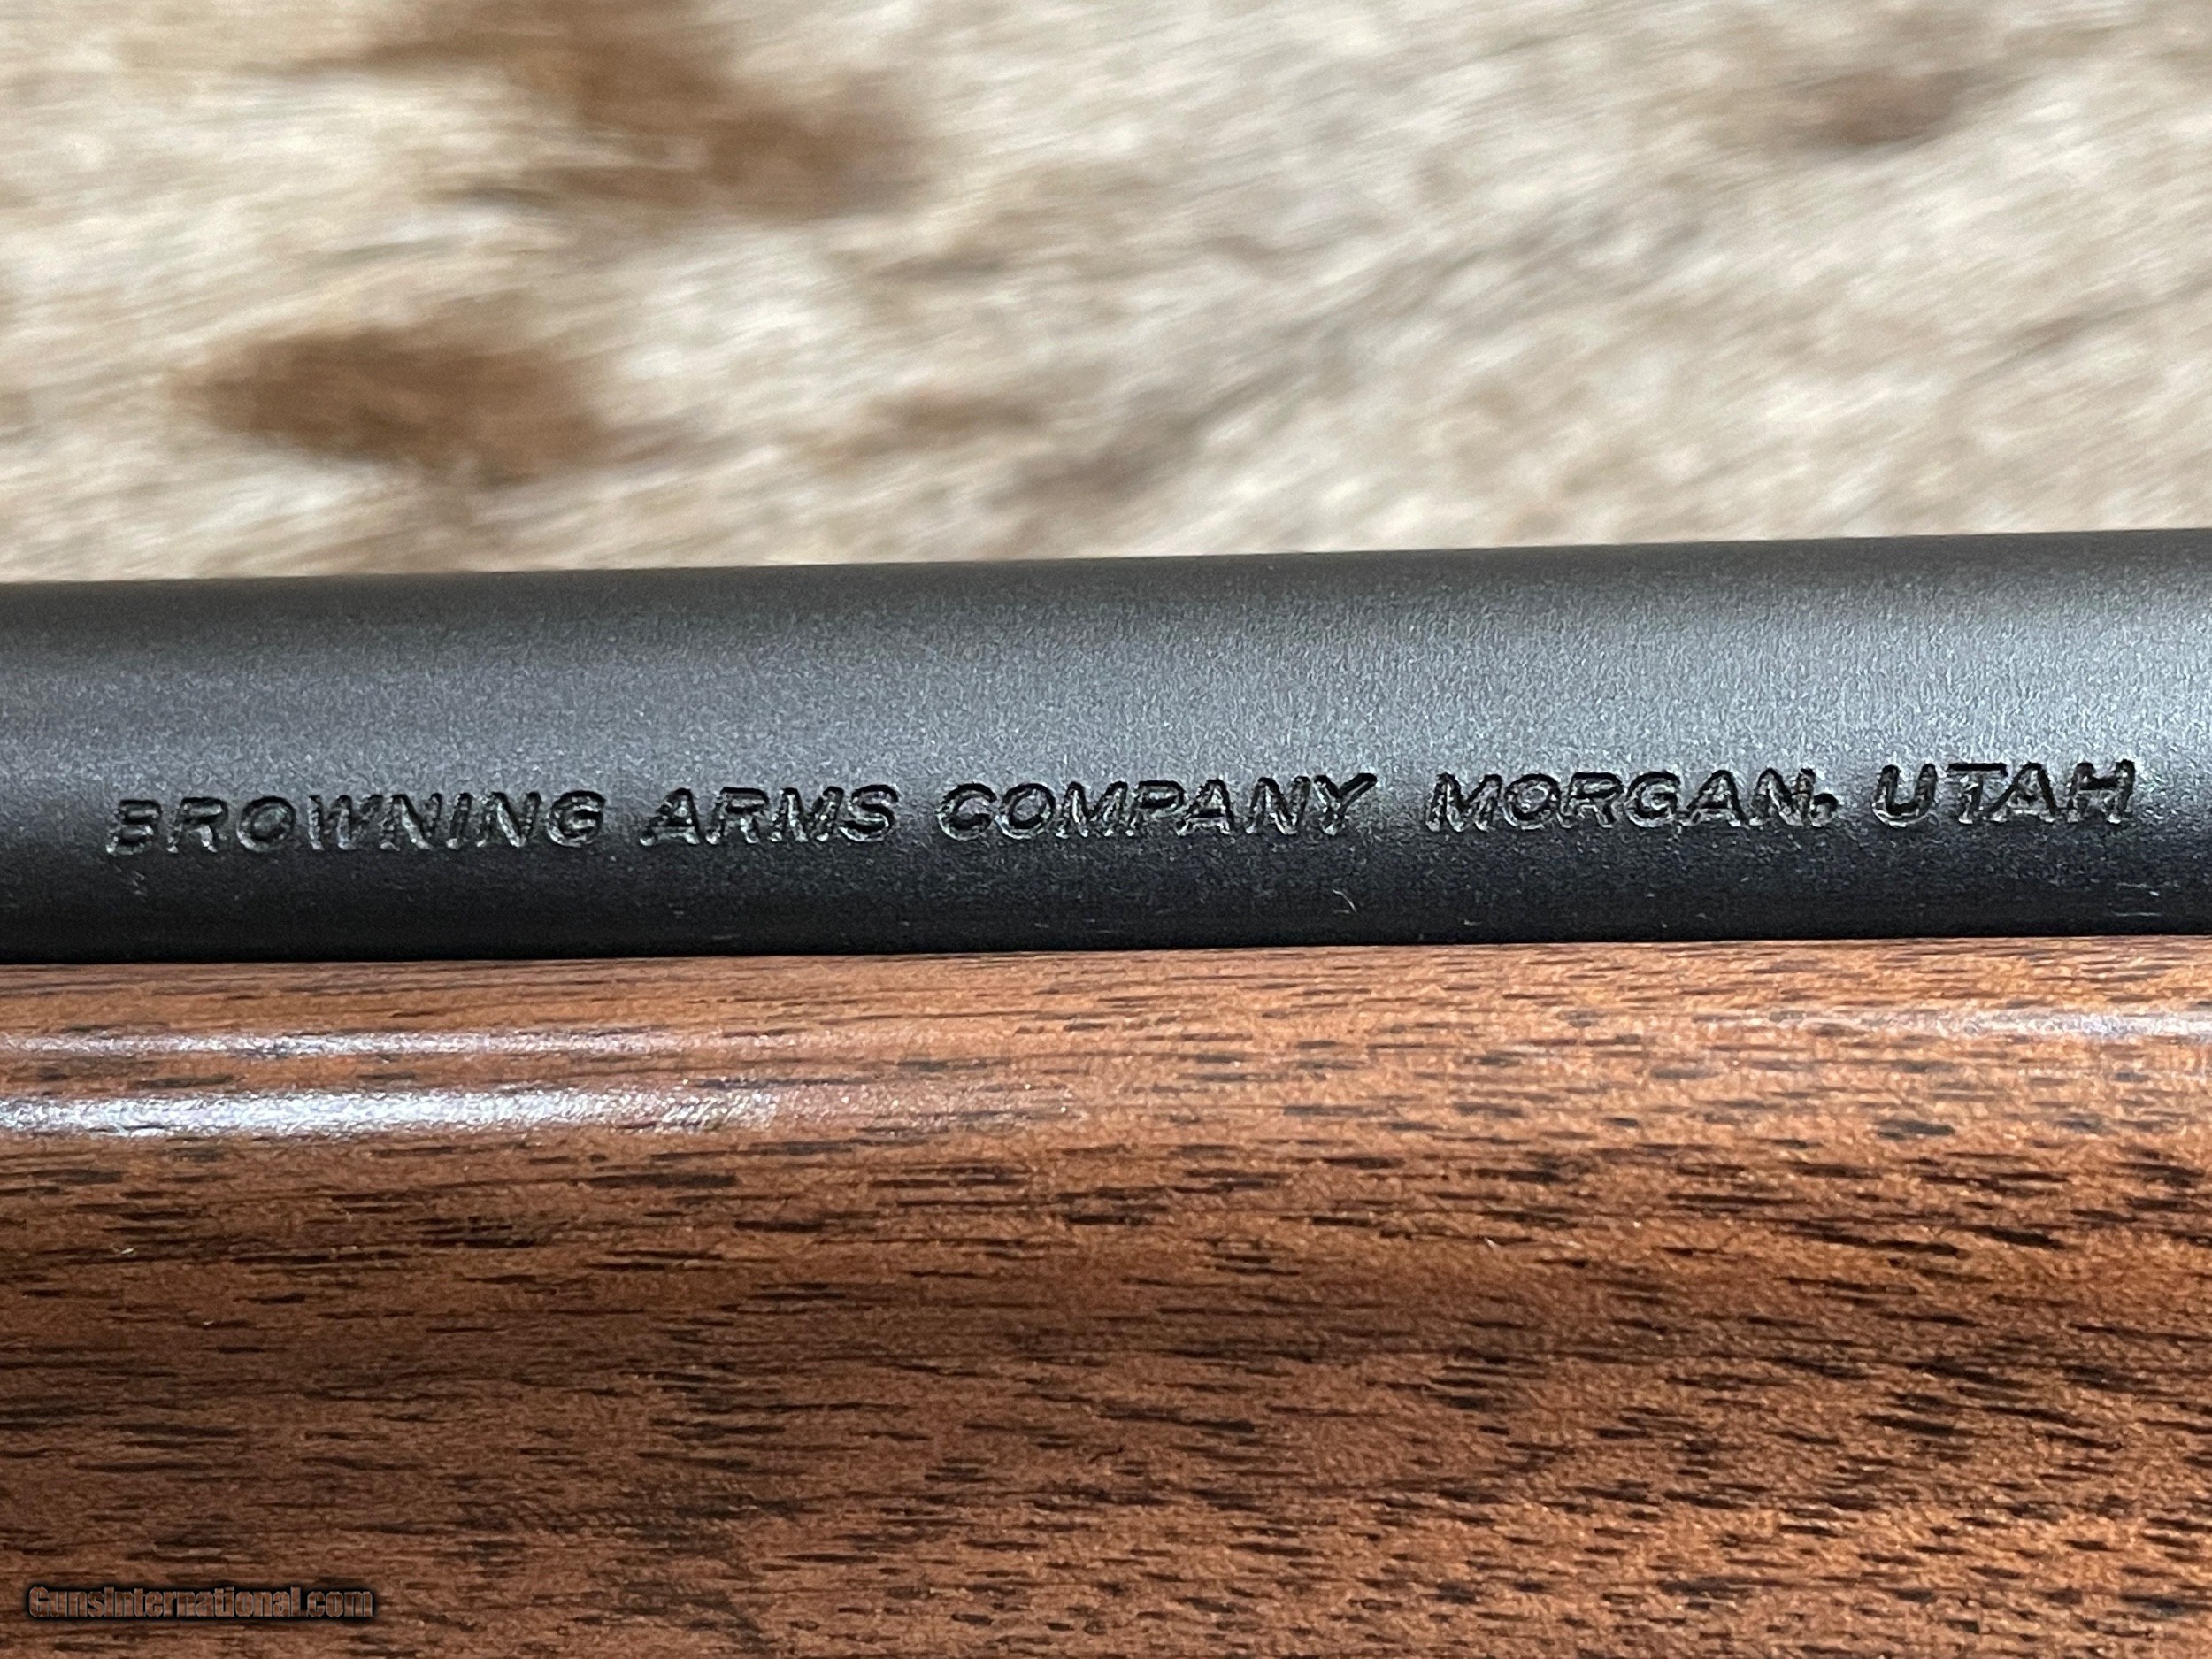 BROWNING ARMS COMPANY MORGAN, UTAH
GunsInternational.com